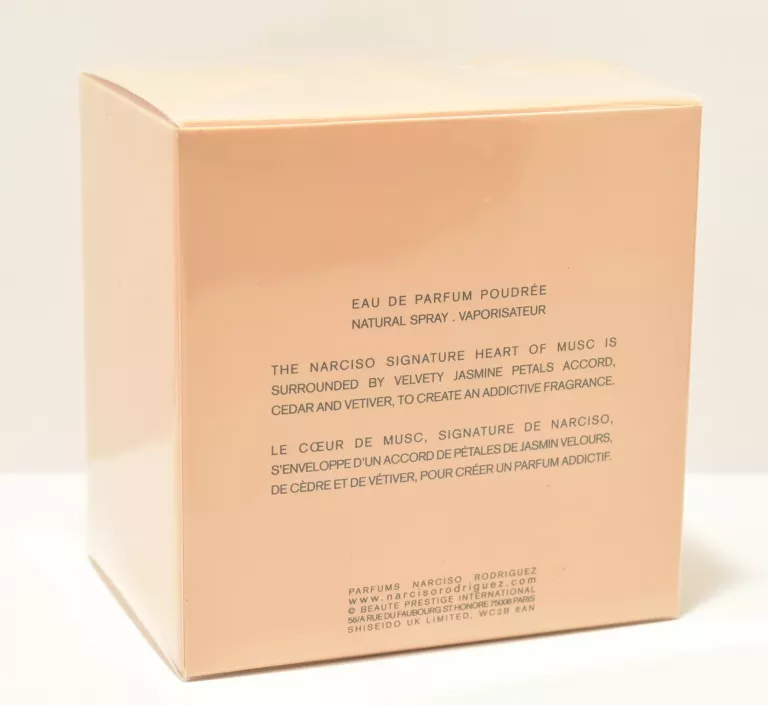 EAU DE PARFUM POUDRÉE
NATURAL SPRAY . VAPORISATEUR
THE NARCISO SIGNATURE HEART OF MUSC IS
SURROUNDED BY VELVETY JASMINE PETALS ACCORD,
CEDAR AND VETIVER, TO CREATE AN ADDICTIVE FRAGRANCE.
LE CŒUR DE MUSC, SIGNATURE DE NARCISO,
S'ENVELOPPE D'UN ACCORD DE PÉTALES DE JASMIN VELOURS,
DE CÈDRE ET DE VÉTIVER, POUR CRÉER UN PARFUM ADDICTIF.
PARFUMS NARCISO RODRIGUEZ
www.narcisorodriguez.com
© BEAUTE PRESTIGE INTERNATIONAL
56/A RUE DU FAUBOURG ST HONORE 75008 PARIS
SHISEIDO UK LIMITED, WC2B 6AN